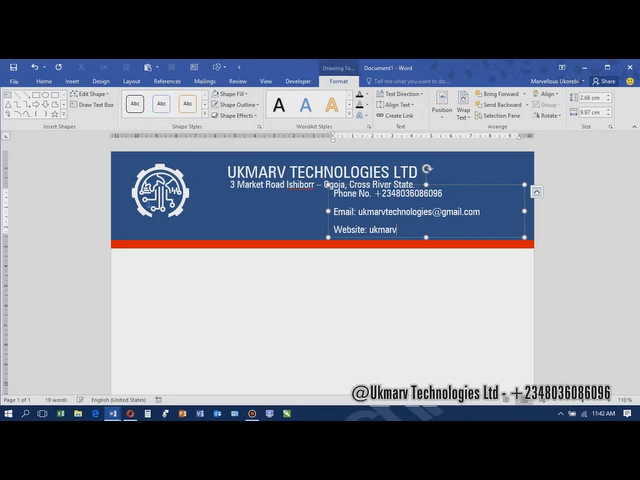 Drawing To...
Document1 - Word
File
Home
Insert
Design
Layout
References
Mailings
Review
View
Developer
Format
Tell me what you want to do...
Marvellous Ukorebi
Share
Edit Shape
Draw Text Box
Insert Shapes
Abc
Abc
Abc
Shape Fill
Shape Outline
Shape Effects
Shape Styles
A
A
A
WordArt Styles
Text Direction
Align Text
Create Link
Text
Position
Wrap Text
Bring Forward
Send Backward
Selection Pane
Align
Group
Rotate
Arrange
2.66 cm
9.97 cm
Size
UKMARV TECHNOLOGIES LTD
3 Market Road Ishiborr – Ogoja, Cross River State.
Phone No. +2348036086096
Email: ukmarvtechnologies@gmail.com
Website: ukmarv
@Ukmarv Technologies Ltd - +2348036086096
Page 1 of 1
18 words
English (United States)
110%
11:42 AM